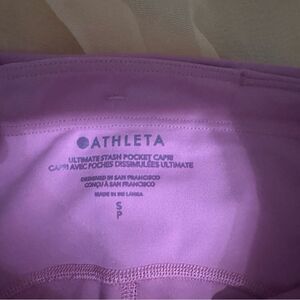 ATHLETA
ULTIMATE STASH POCKET CAPRI
CAPRI AVEC POCHES DISSIMULÉES ULTIMATE
DESIGNED IN SAN FRANCISCO
CONÇU À SAN FRANCISCO
MADE IN SRI LANKA
S
P